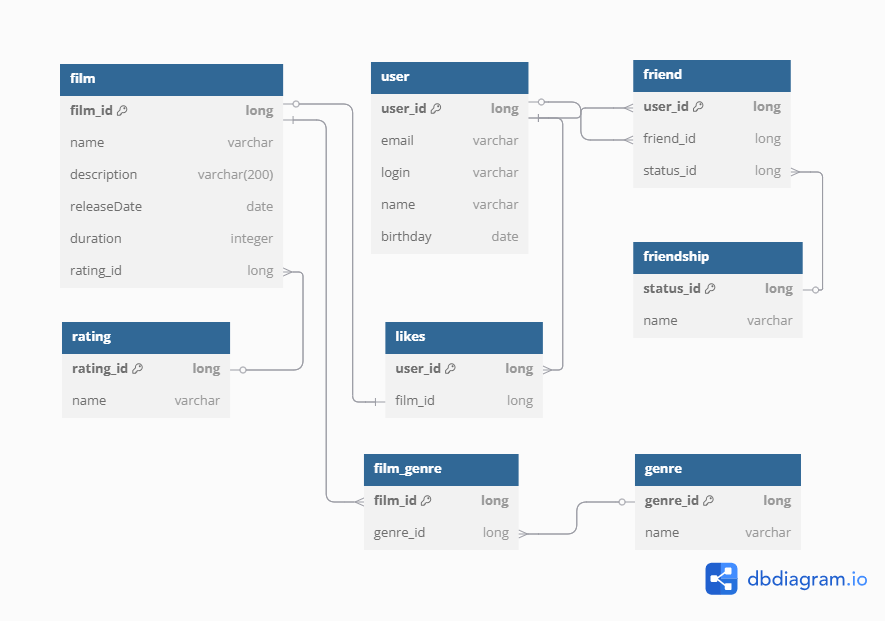 film
film_id long
name varchar
description varchar(200)
releaseDate date
duration integer
rating_id long
user
user_id long
email varchar
login varchar
name varchar
birthday date
friend
user_id long
friend_id long
status_id long
friendship
status_id long
name varchar
rating
rating_id long
name varchar
likes
user_id long
film_id long
film_genre
film_id long
genre_id long
genre
genre_id long
name varchar
dbdiagram.io